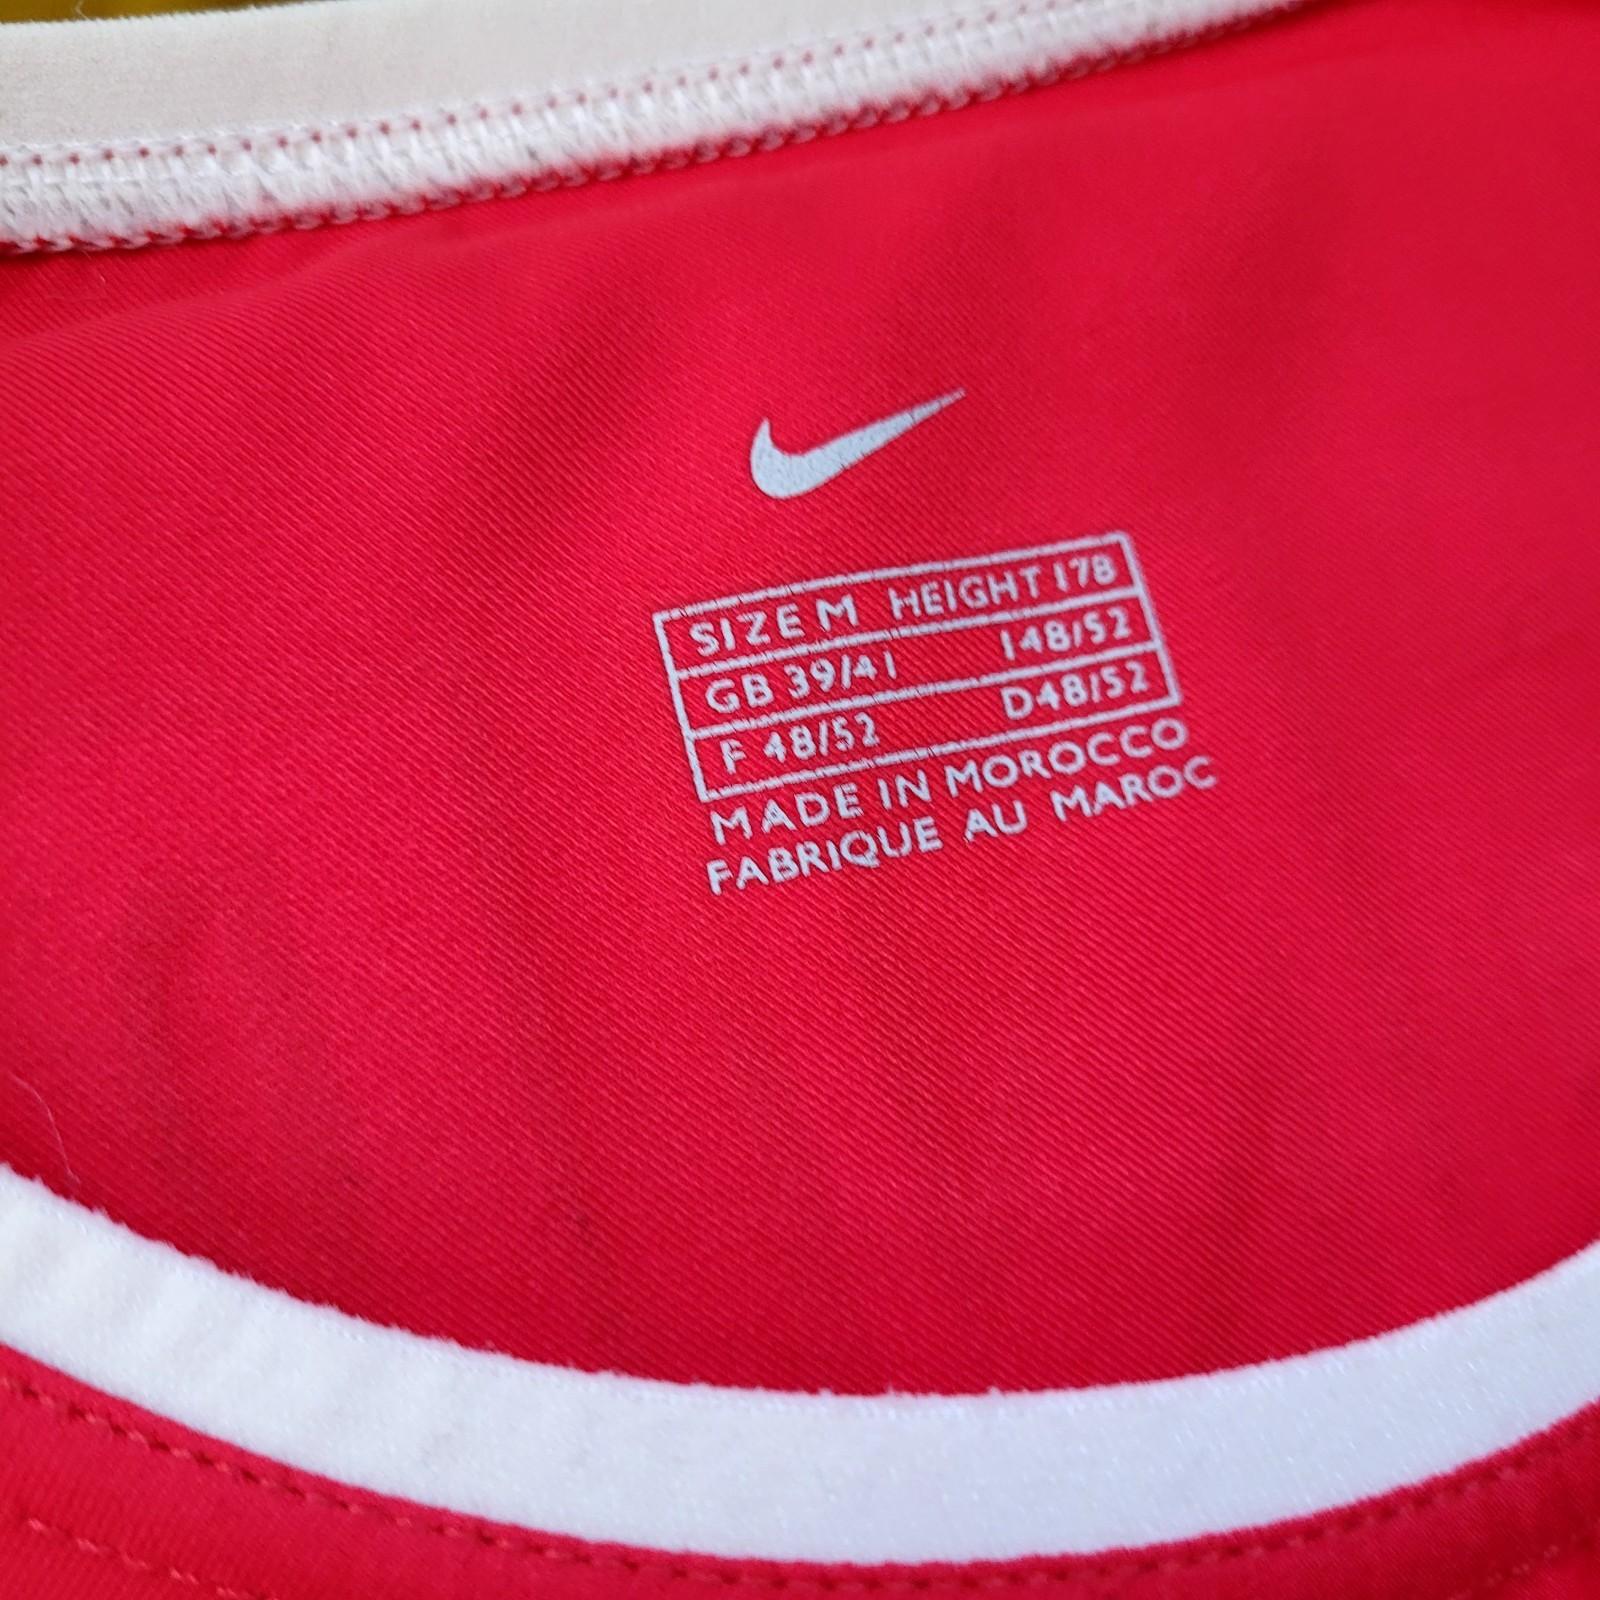 SIZE M HEIGHT 178
GB 39/41 I48/52
F 48/52 D48/52
MADE IN MOROCCO
FABRIQUE AU MAROC